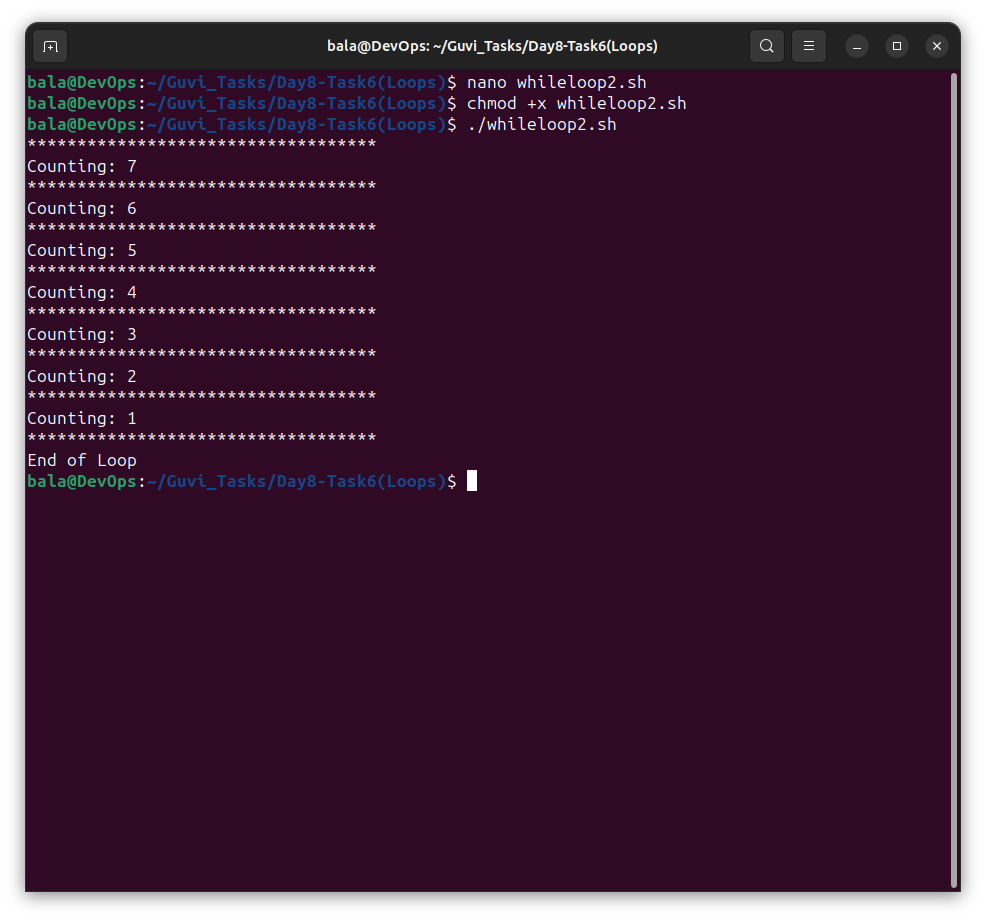 bala@DevOps: ~/Guvi_Tasks/Day8-Task6(Loops)
bala@DevOps:~/Guvi_Tasks/Day8-Task6(Loops)$ nano whileloop2.sh
bala@DevOps:~/Guvi_Tasks/Day8-Task6(Loops)$ chmod +x whileloop2.sh
bala@DevOps:~/Guvi_Tasks/Day8-Task6(Loops)$ ./whileloop2.sh
***********************************
Counting: 7
***********************************
Counting: 6
***********************************
Counting: 5
***********************************
Counting: 4
***********************************
Counting: 3
***********************************
Counting: 2
***********************************
Counting: 1
***********************************
End of Loop
bala@DevOps:~/Guvi_Tasks/Day8-Task6(Loops)$